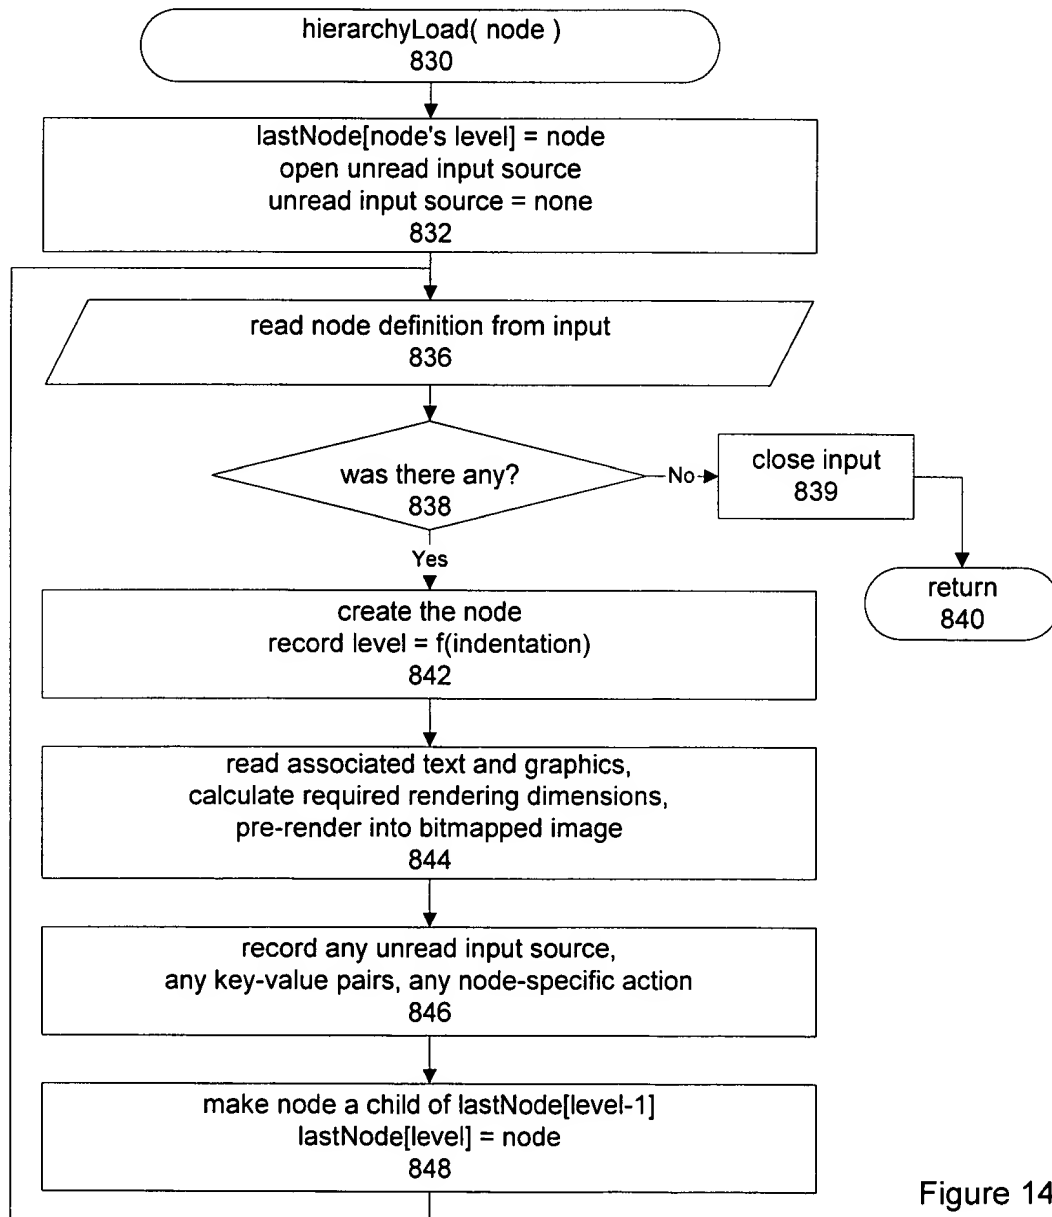 hierarchyLoad( node )
830
lastNode[node's level] = node
open unread input source
unread input source = none
832
read node definition from input
836
was there any?
838
No
close input
839
return
840
Yes
create the node
record level = f(indentation)
842
read associated text and graphics,
calculate required rendering dimensions,
pre-render into bitmapped image
844
record any unread input source,
any key-value pairs, any node-specific action
846
make node a child of lastNode[level-1]
lastNode[level] = node
848
Figure 14